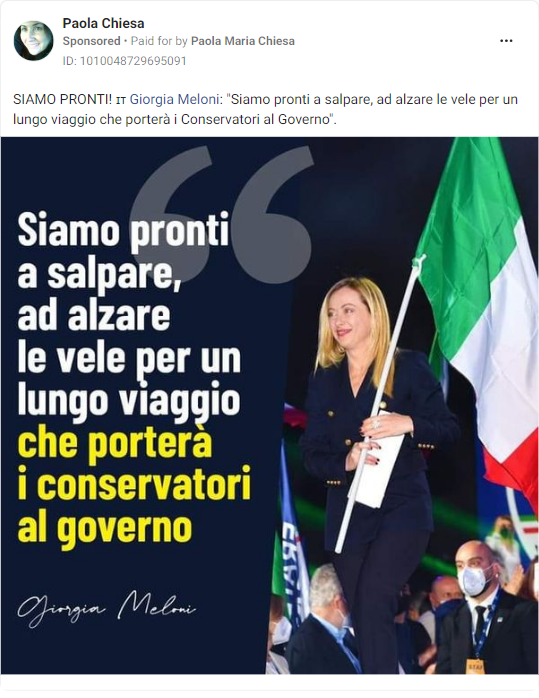 Paola Chiesa
Sponsored • Paid for by Paola Maria Chiesa
ID: 1010048729695091
SIAMO PRONTI! IT Giorgia Meloni: "Siamo pronti a salpare, ad alzare le vele per un
lungo viaggio che porterà i Conservatori al Governo".
Siamo pronti
a salpare,
ad alzare
le vele per un
lungo viaggio
che porterà
i conservatori
al governo
Giorgia Meloni
STAFF